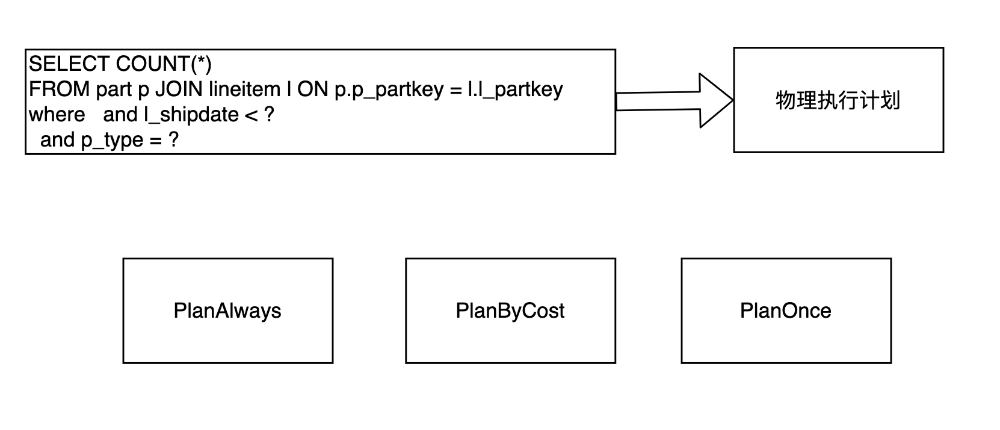 SELECT COUNT(*)
FROM part p JOIN lineitem l ON p.p_partkey = l.l_partkey
where   and l_shipdate < ?
  and p_type = ?
物理执行计划
PlanAlways
PlanByCost
PlanOnce